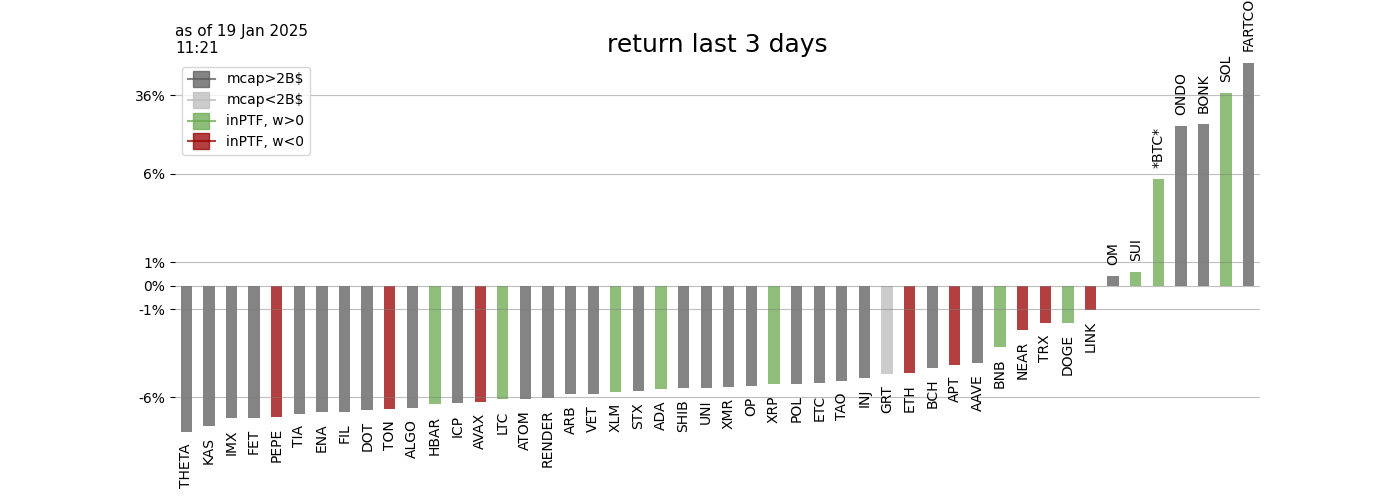 as of 19 Jan 2025
11:21
return last 3 days
mcap>2B$
mcap<2B$
inPTF, w>0
inPTF, w<0
36%
6%
1%
0%
-1%
-6%
THETA
KAS
IMX
FET
PEPE
TIA
ENA
FIL
DOT
TON
ALGO
HBAR
ICP
AVAX
LTC
ATOM
RENDER
ARB
VET
XLM
STX
ADA
SHIB
UNI
XMR
OP
XRP
POL
ETC
TAO
INJ
GRT
ETH
BCH
APT
AAVE
BNB
NEAR
TRX
DOGE
LINK
OM
SUI
*BTC*
ONDO
BONK
SOL
FARTCO